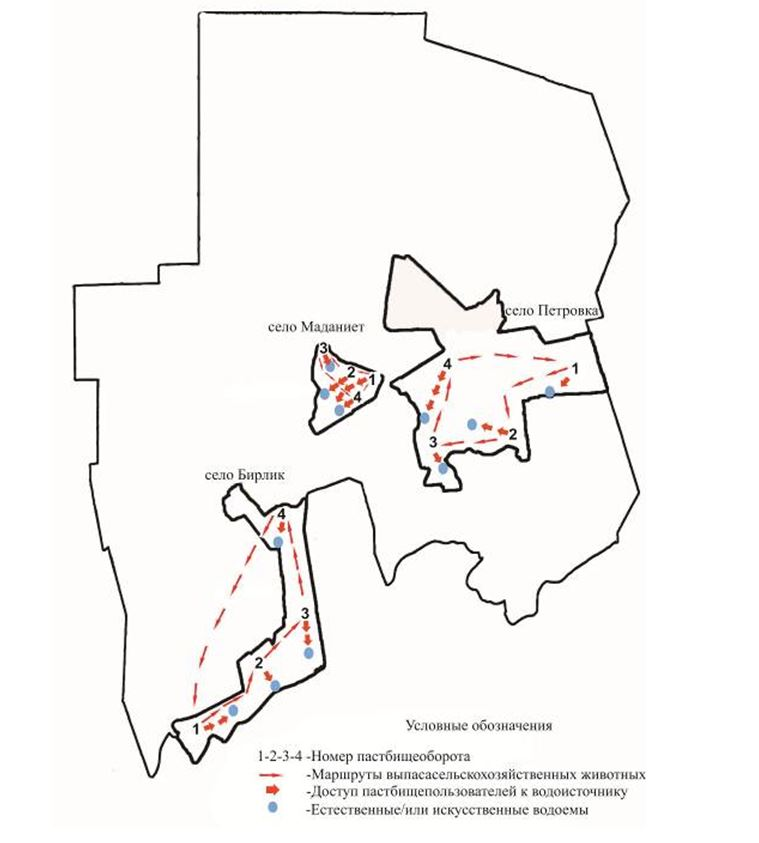 село Петровка
село Маданиет
3
4
1
2
1
4
3
2
село Бирлик
4
3
2
1
Условные обозначения
1-2-3-4 -Номер пастбищеоборота
-Маршруты выпасасельскохозяйственных животных
-Доступ пастбищепользователей к водоисточнику
-Естественные/или искусственные водоемы